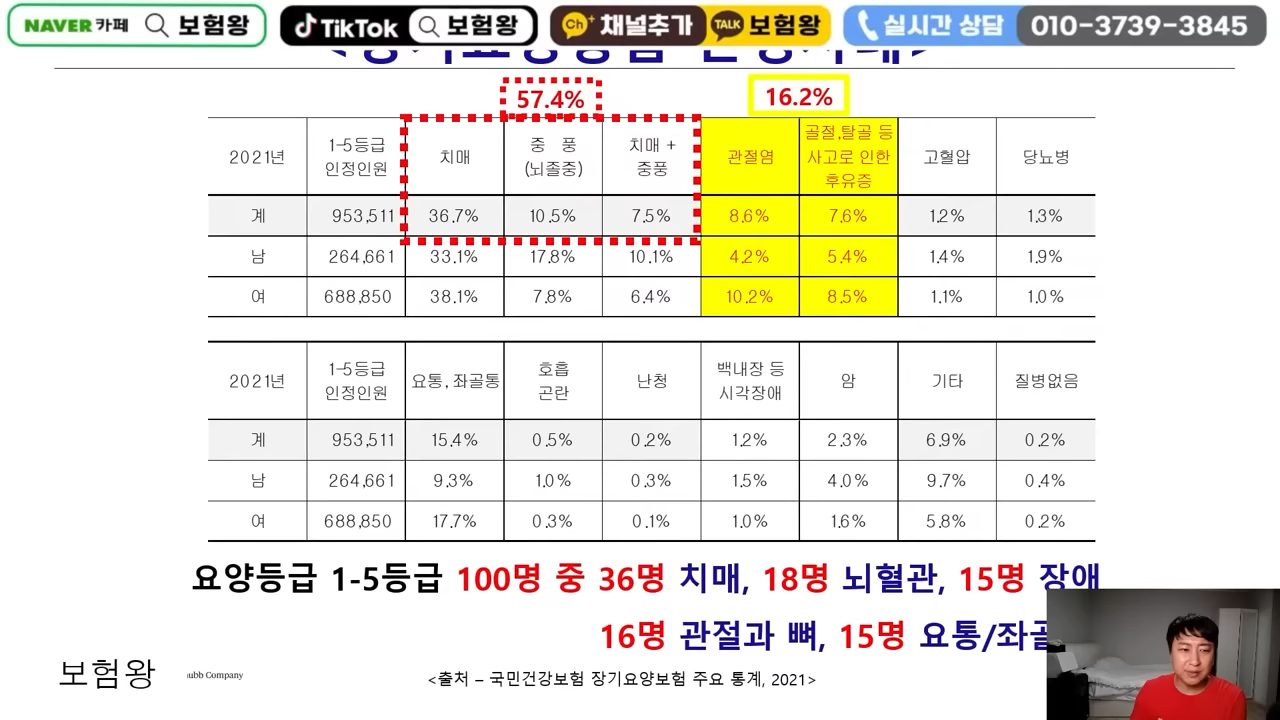 NAVER 카페 보험왕 TikTok 보험왕 Ch+ 채널추가 TALK 보험왕 실시간 상담 010-3739-3845
57.4% 16.2%
2021년 1-5등급 인정인원 치매 중 풍 (뇌졸중) 치매 + 중풍 관절염 골절,탈골 등 사고로 인한 후유증 고혈압 당뇨병
계 953,511 36.7% 10.5% 7.5% 8.6% 7.6% 1.2% 1.3%
남 264,661 33.1% 17.8% 10.1% 4.2% 5.4% 1.4% 1.9%
여 688,850 38.1% 7.8% 6.4% 10.2% 8.5% 1.1% 1.0%
2021년 1-5등급 인정인원 요통, 좌골통 호흡 곤란 난청 백내장 등 시각장애 암 기타 질병없음
계 953,511 15.4% 0.5% 0.2% 1.2% 2.3% 6.9% 0.2%
남 264,661 9.3% 1.0% 0.3% 1.5% 4.0% 9.7% 0.4%
여 688,850 17.7% 0.3% 0.1% 1.0% 1.6% 5.8% 0.2%
요양등급 1-5등급 100명 중 36명 치매, 18명 뇌혈관, 15명 장애
16명 관절과 뼈, 15명 요통/좌골
보험왕 Company <출처 – 국민건강보험 장기요양보험 주요 통계, 2021>